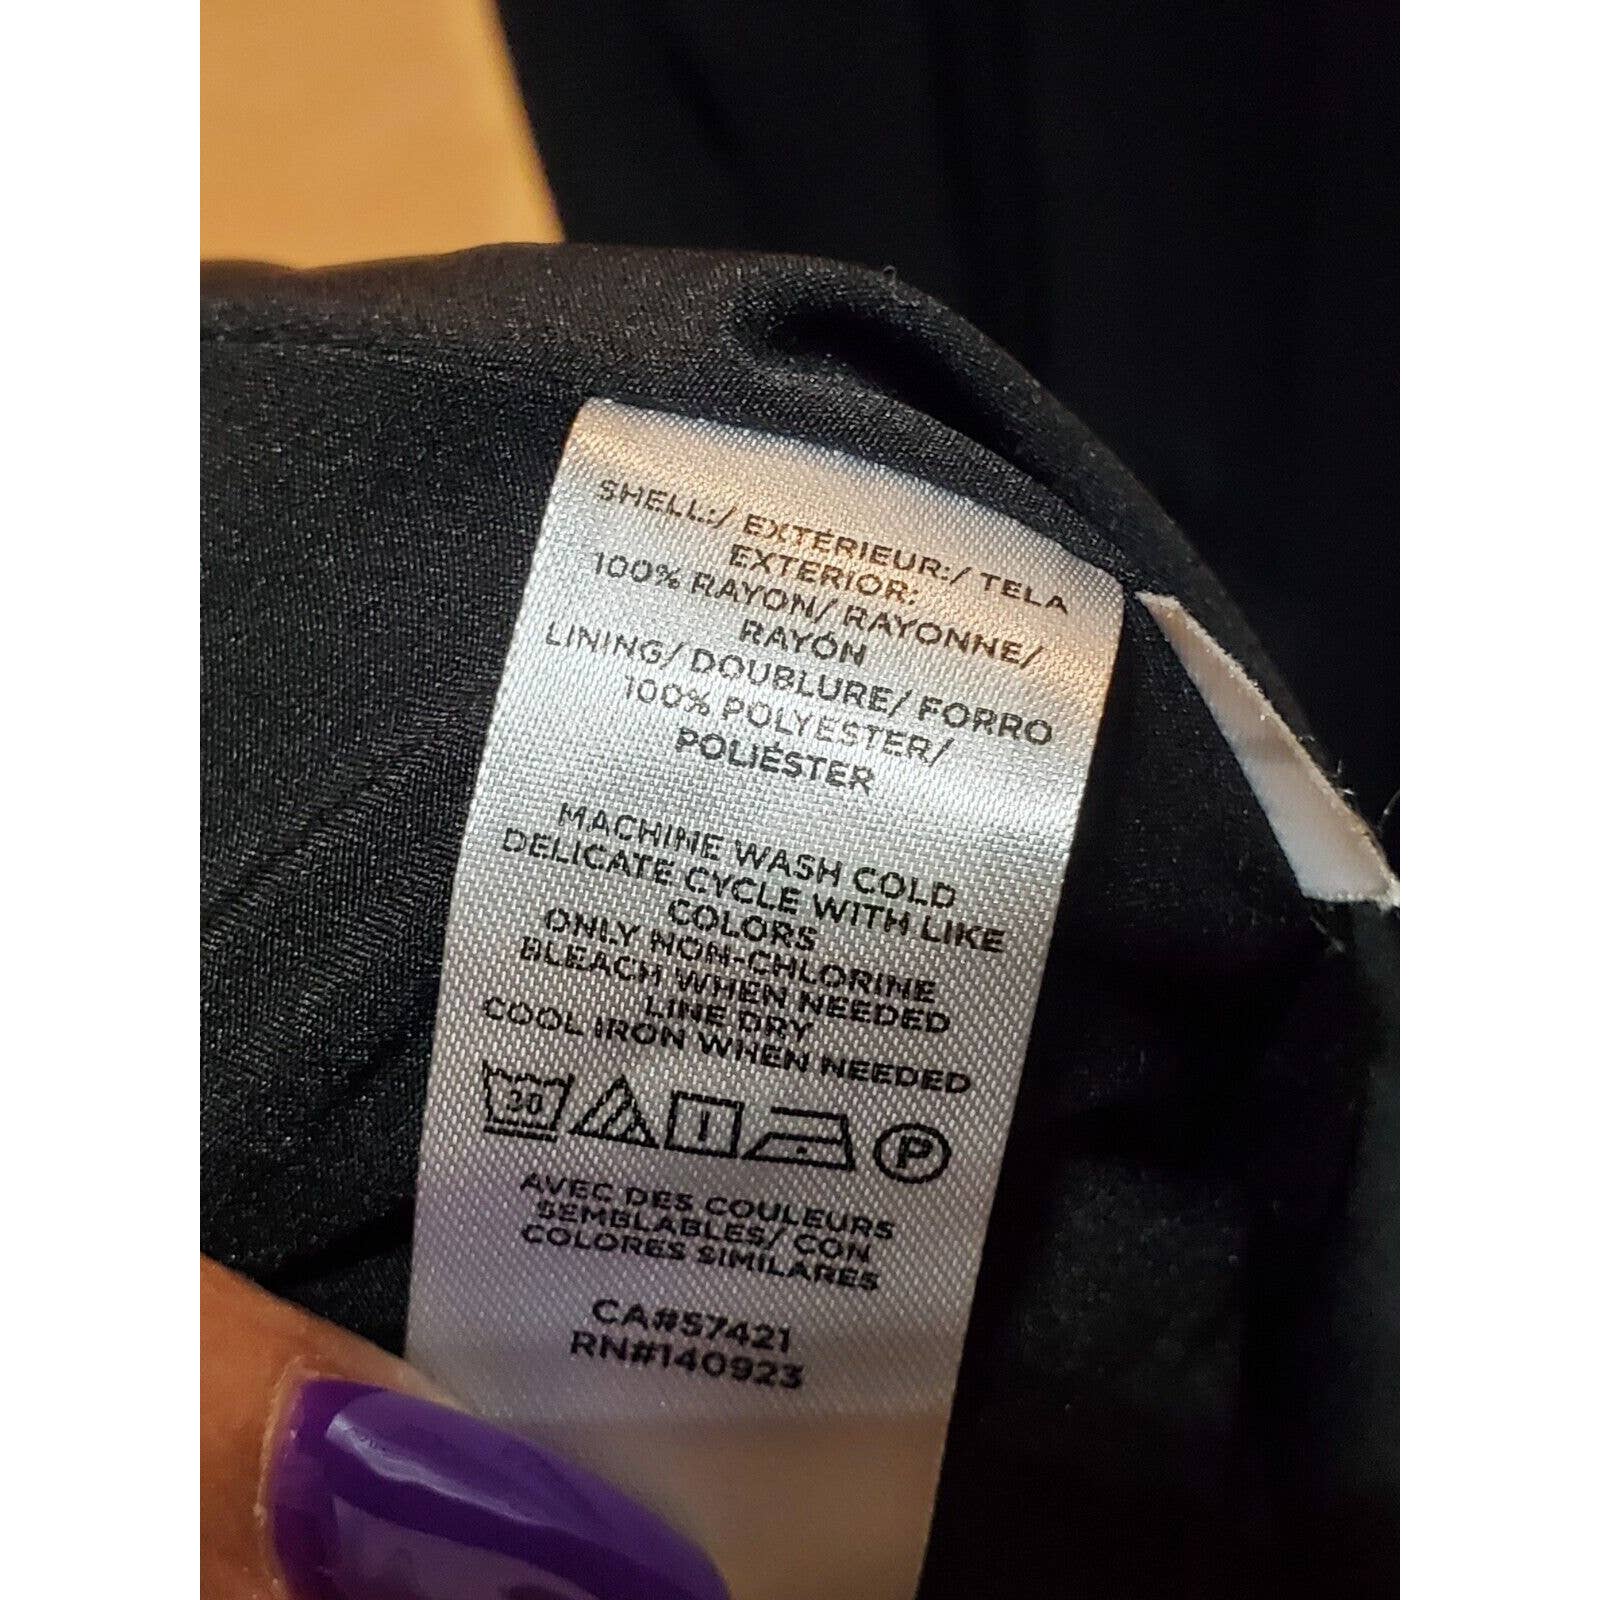 SHELL:/ EXTÉRIEUR:/ TELA
EXTERIOR:
100% RAYON/ RAYONNE/
RAYÓN
LINING/ DOUBLURE/ FORRO
100% POLYESTER/
POLIÉSTER
MACHINE WASH COLD
DELICATE CYCLE WITH LIKE
COLORS
ONLY NON-CHLORINE
BLEACH WHEN NEEDED
LINE DRY
COOL IRON WHEN NEEDED
30 P
AVEC DES COULEURS
SEMBLABLES/ CON
COLORES SIMILARES
CA#57421
RN#140923